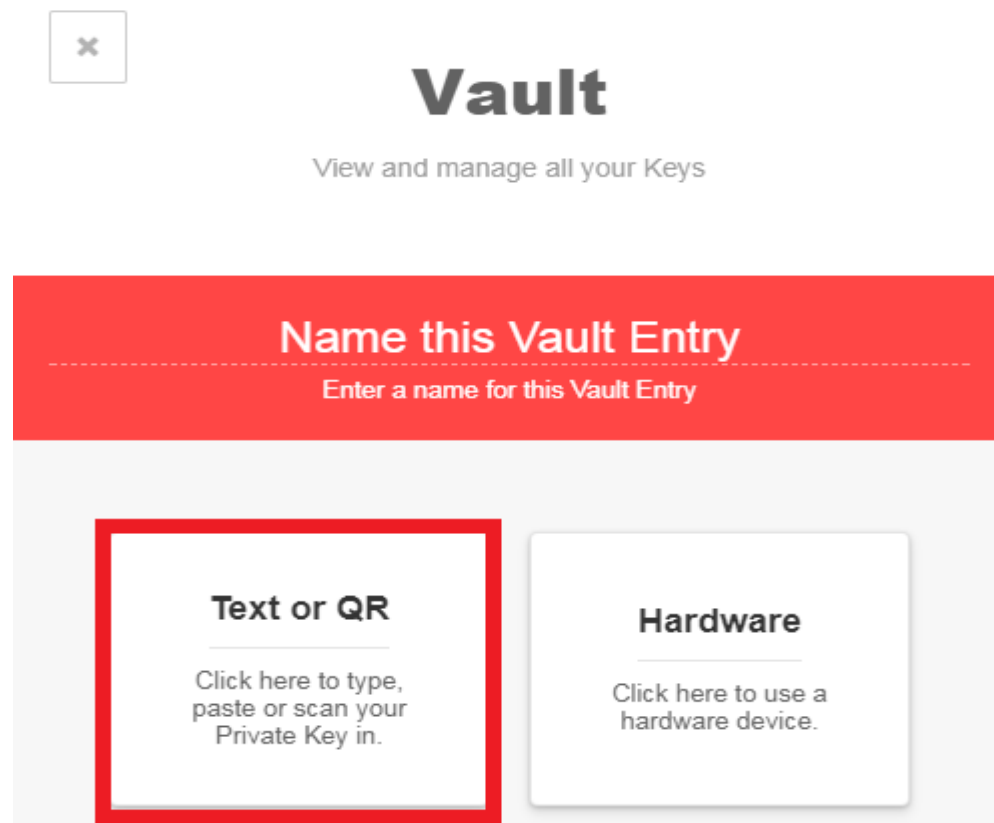 Vault
View and manage all your Keys
Name this Vault Entry
Enter a name for this Vault Entry
Text or QR
Click here to type,
paste or scan your
Private Key in.
Hardware
Click here to use a
hardware device.